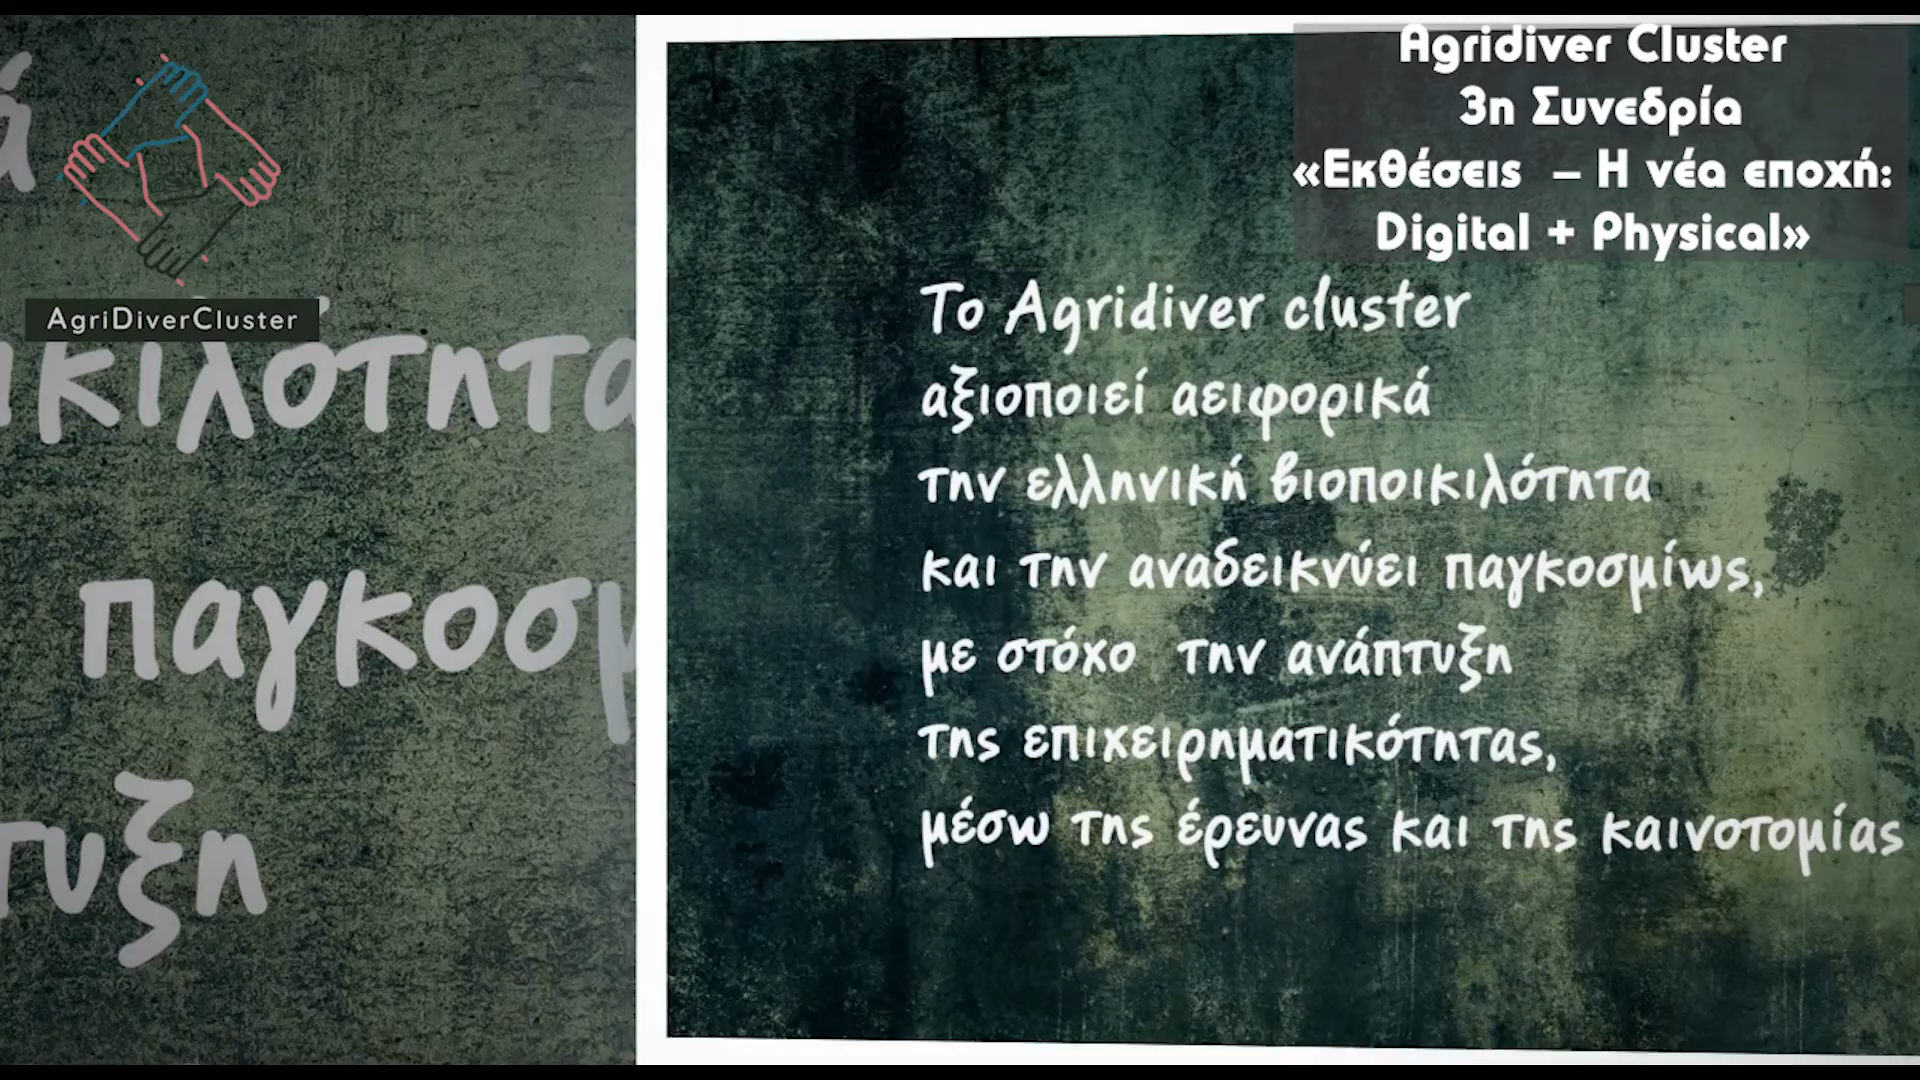 Agridiver Cluster
3η Συνεδρία
«Εκθέσεις – Η νέα εποχή:
Digital + Physical»
AgriDiverCluster
Το Agridiver cluster
αξιοποιεί αειφορικά
την ελληνική βιοποικιλότητα
και την αναδεικνύει παγκοσμίως,
με στόχο την ανάπτυξη
της επιχειρηματικότητας,
μέσω της έρευνας και της καινοτομίας